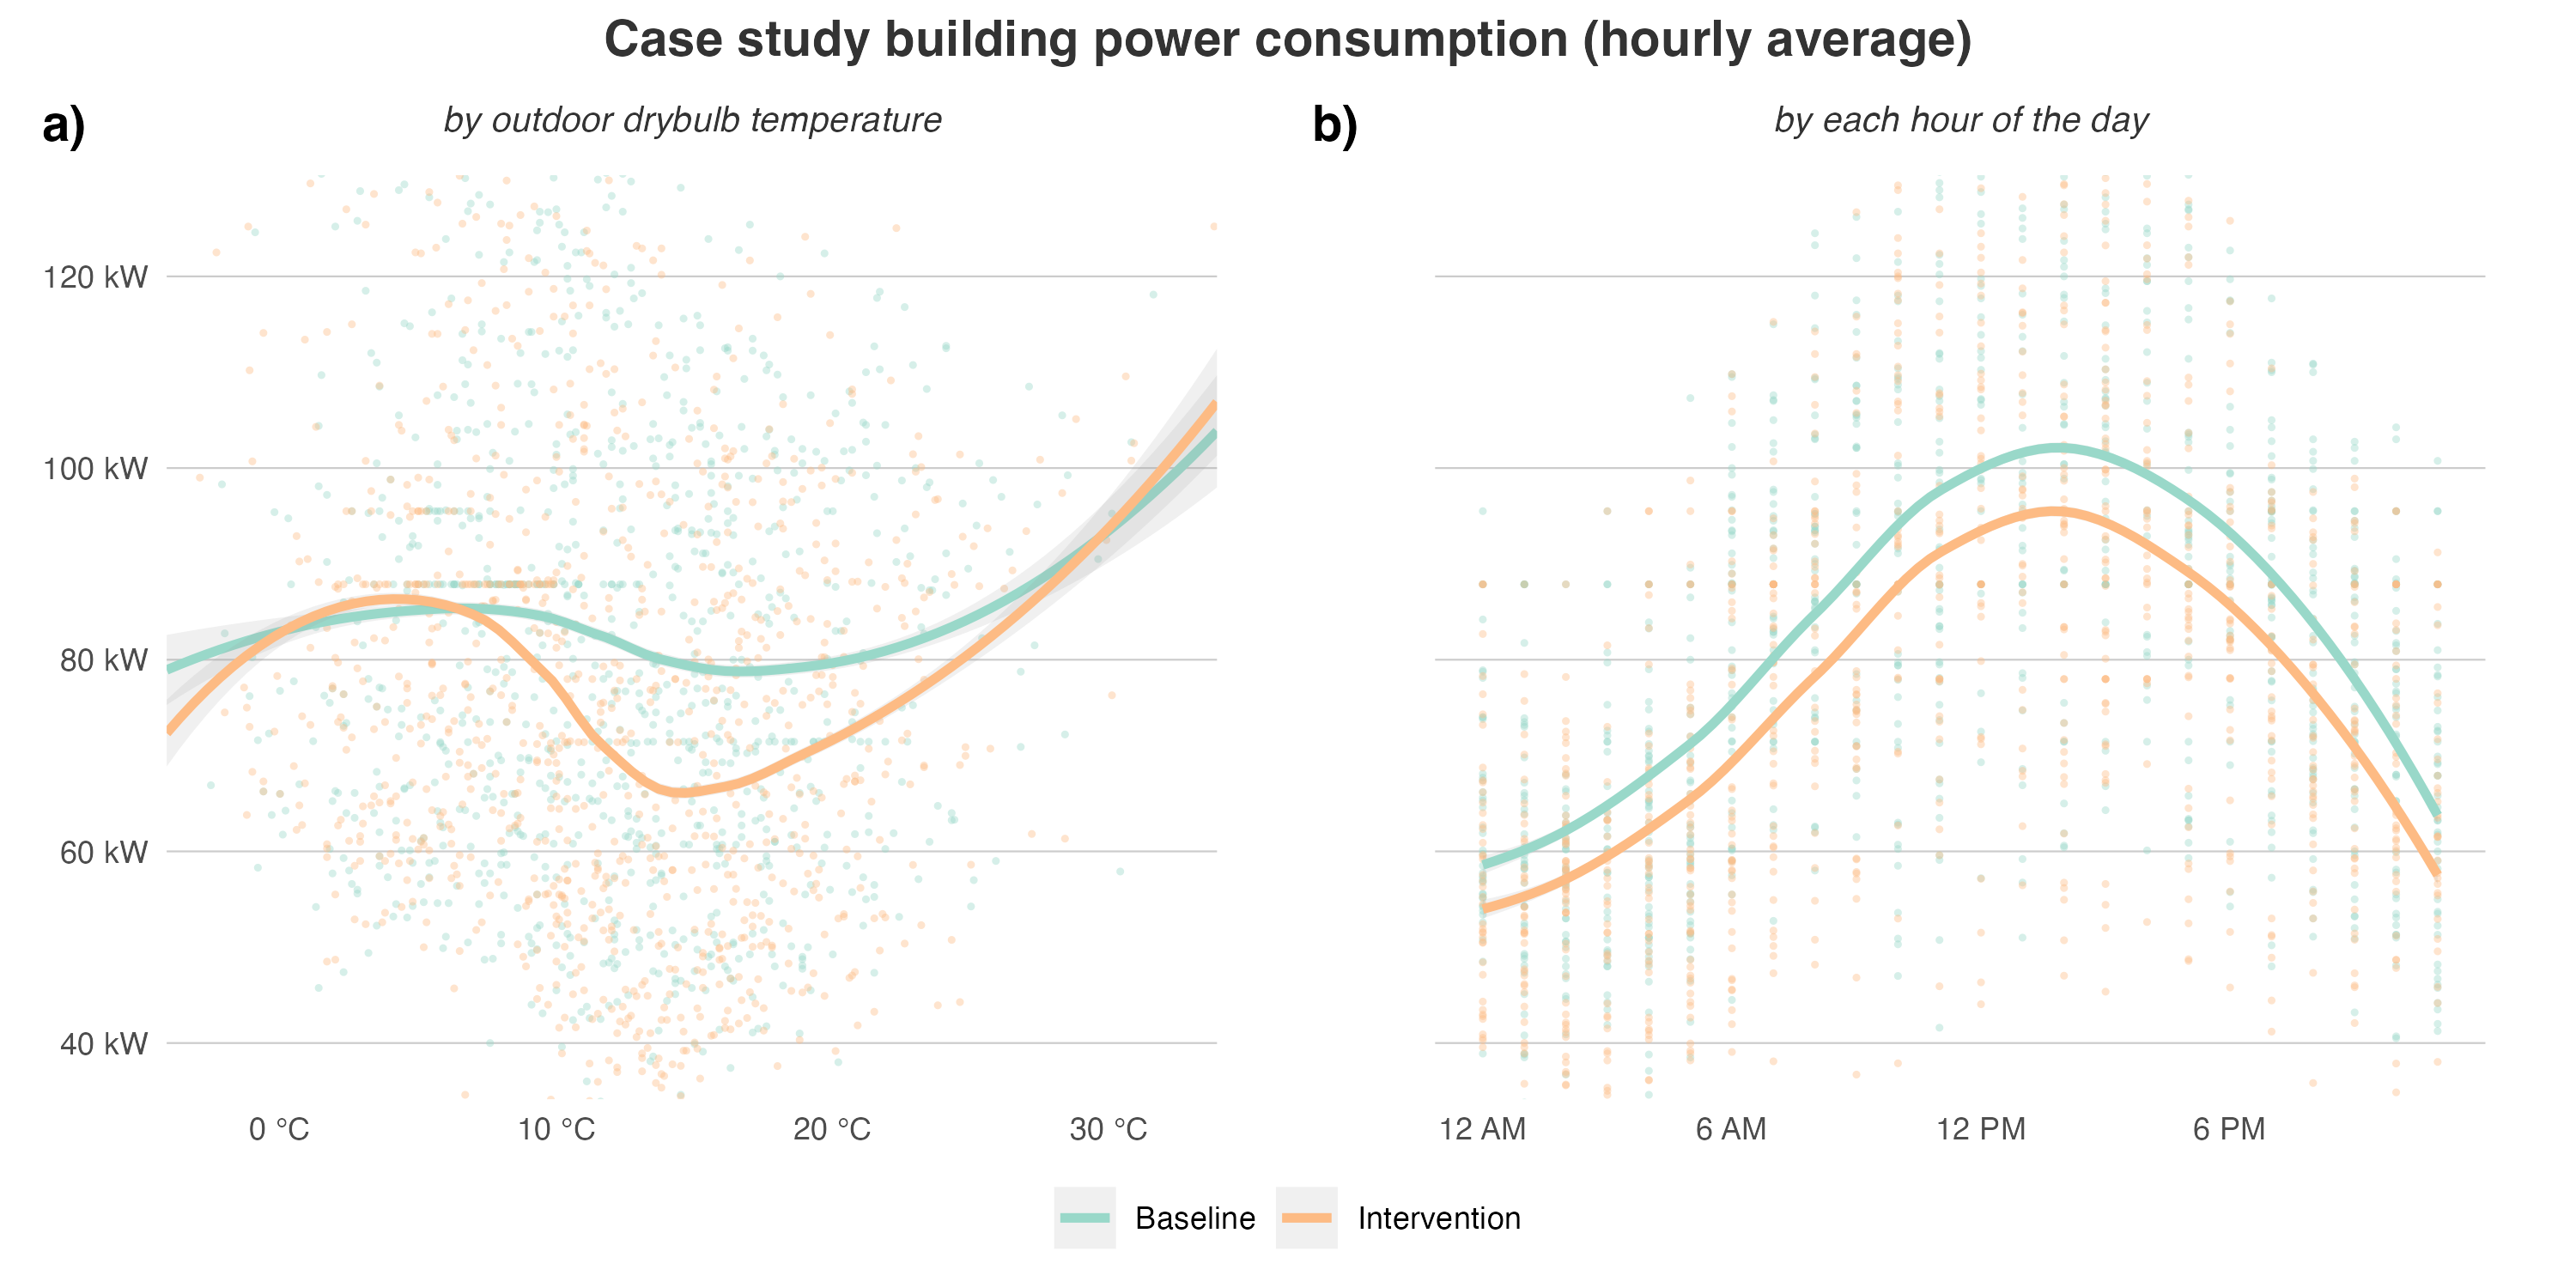 Case study building power consumption (hourly average)
a)
by outdoor drybulb temperature
120 kW
100 kW
80 kW
60 kW
40 kW
0 °C 10 °C 20 °C 30 °C
b)
by each hour of the day
12 AM 6 AM 12 PM 6 PM
Baseline Intervention